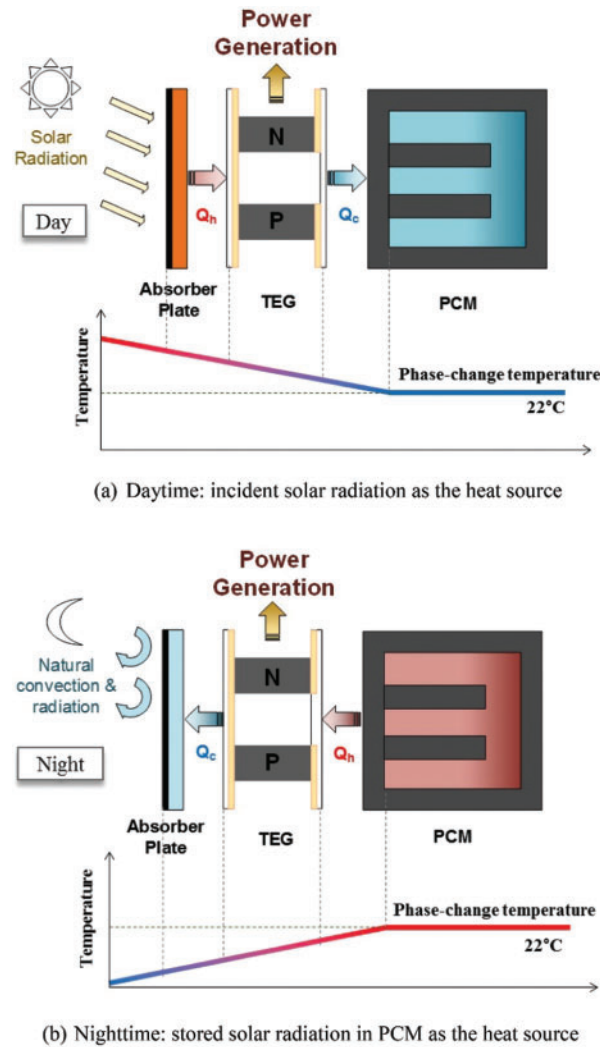 Power
Generation
Solar
Radiation
Day
N
P
Qh
Qc
Absorber
Plate
TEG
PCM
Temperature
Phase-change temperature
22°C
(a) Daytime: incident solar radiation as the heat source
Power
Generation
Natural
convection &
radiation
Night
N
P
Qc
Qh
Absorber
Plate
TEG
PCM
Temperature
Phase-change temperature
22°C
(b) Nighttime: stored solar radiation in PCM as the heat source